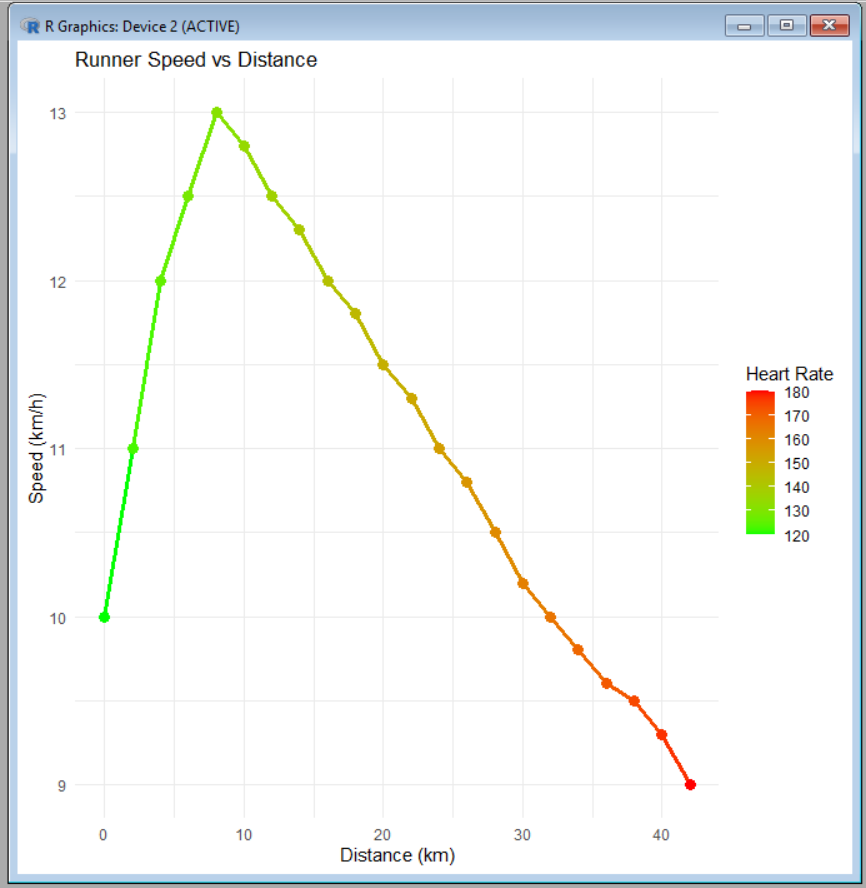 R Graphics: Device 2 (ACTIVE)
Runner Speed vs Distance
13
12
11
10
9
Speed (km/h)
0 10 20 30 40
Distance (km)
Heart Rate
180
170
160
150
140
130
120